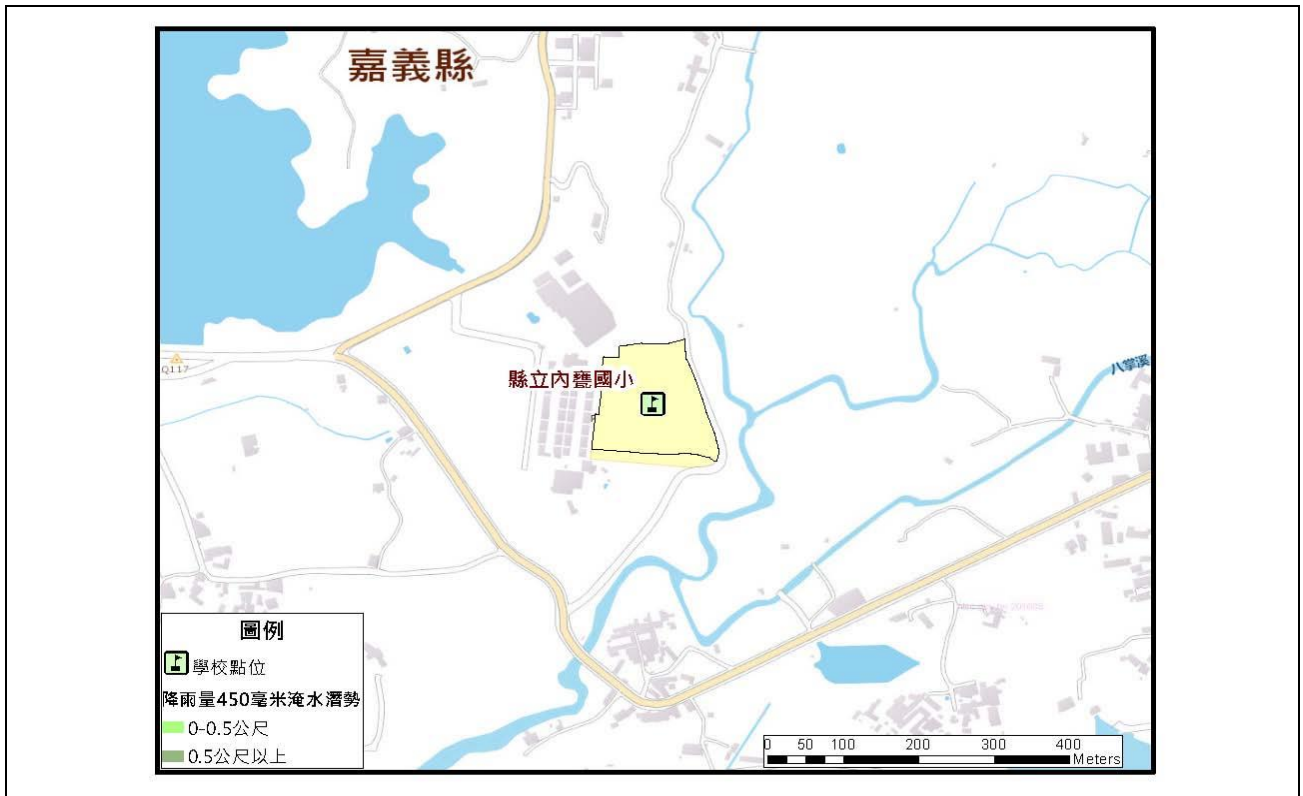 嘉義縣
Q117
縣立內甕國小
八掌溪
圖例
學校點位
降雨量450毫米淹水潛勢
0-0.5公尺
0.5公尺以上
0 50 100 200 300 400
Meters